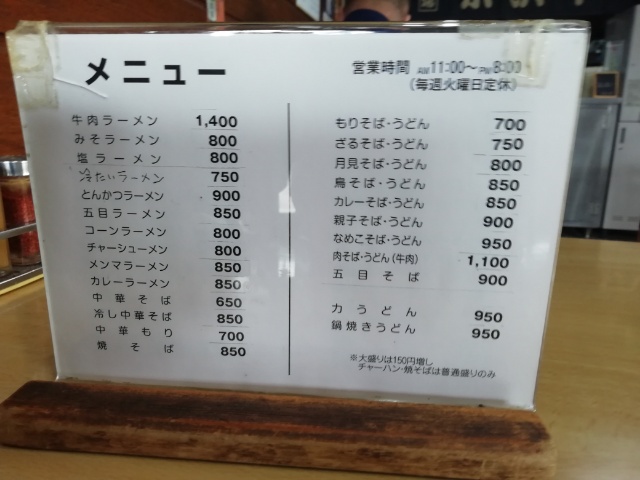 メニュー
営業時間 AM11:00〜PM8:00
(毎週火曜日定休)
牛肉ラーメン 1,400
みそラーメン 800
塩ラーメン 800
冷たいラーメン 750
とんかつラーメン 900
五目ラーメン 850
コーンラーメン 800
チャーシューメン 800
メンマラーメン 850
カレーラーメン 850
中華そば 650
冷し中華そば 850
中華もり 700
焼そば 850
もりそば・うどん 700
ざるそば・うどん 750
月見そば・うどん 800
鳥そば・うどん 850
カレーそば・うどん 850
親子そば・うどん 900
なめこそば・うどん 950
肉そば・うどん(牛肉) 1,100
五目そば 900
力うどん 950
鍋焼きうどん 950
※大盛りは150円増し
チャーハン・焼そばは普通盛りのみ